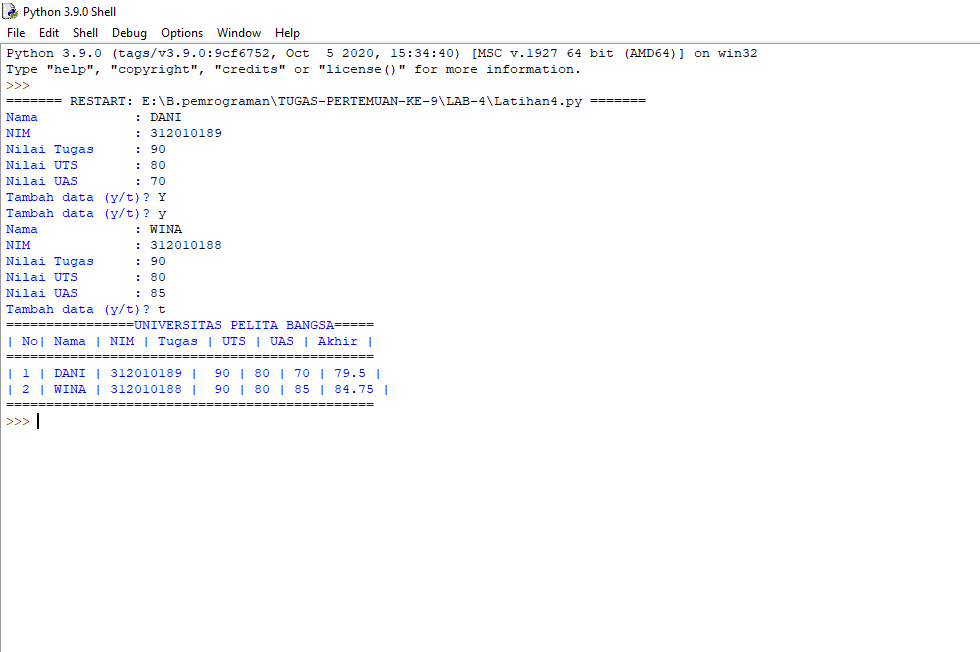 Python 3.9.0 Shell
File Edit Shell Debug Options Window Help
Python 3.9.0 (tags/v3.9.0:9cf6752, Oct  5 2020, 15:34:40) [MSC v.1927 64 bit (AMD64)] on win32
Type "help", "copyright", "credits" or "license()" for more information.
>>>
======= RESTART: E:\B.pemrograman\TUGAS-PERTEMUAN-KE-9\LAB-4\Latihan4.py =======
Nama            : DANI
NIM             : 312010189
Nilai Tugas     : 90
Nilai UTS       : 80
Nilai UAS       : 70
Tambah data (y/t)? Y
Tambah data (y/t)? y
Nama            : WINA
NIM             : 312010188
Nilai Tugas     : 90
Nilai UTS       : 80
Nilai UAS       : 85
Tambah data (y/t)? t
================UNIVERSITAS PELITA BANGSA=====
| No| Nama | NIM | Tugas | UTS | UAS | Akhir |
==============================================
| 1 | DANI | 312010189 |  90 | 80 | 70 | 79.5 |
| 2 | WINA | 312010188 |  90 | 80 | 85 | 84.75 |
==============================================
>>>